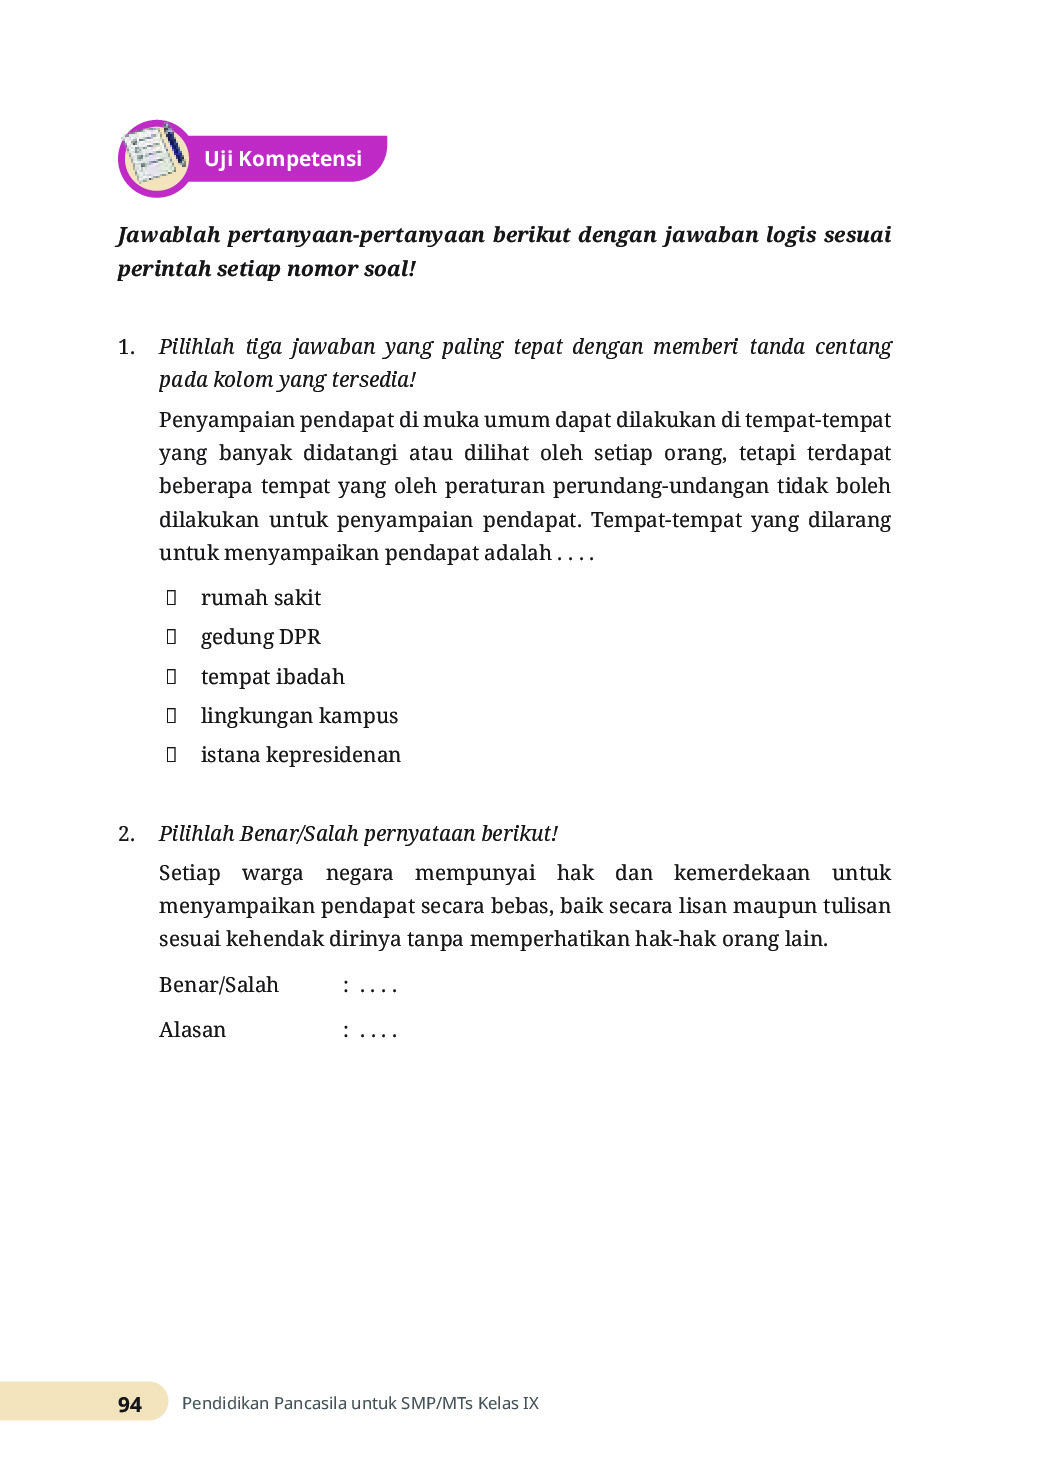 Uji Kompetensi
Jawablah pertanyaan-pertanyaan berikut dengan jawaban logis sesuai
perintah setiap nomor soal!
1. Pilihlah tiga jawaban yang paling tepat dengan memberi tanda centang
pada kolom yang tersedia!
Penyampaian pendapat di muka umum dapat dilakukan di tempat-tempat
yang banyak didatangi atau dilihat oleh setiap orang, tetapi terdapat
beberapa tempat yang oleh peraturan perundang-undangan tidak boleh
dilakukan untuk penyampaian pendapat. Tempat-tempat yang dilarang
untuk menyampaikan pendapat adalah . . . .
▯ rumah sakit
▯ gedung DPR
▯ tempat ibadah
▯ lingkungan kampus
▯ istana kepresidenan
2. Pilihlah Benar/Salah pernyataan berikut!
Setiap warga negara mempunyai hak dan kemerdekaan untuk
menyampaikan pendapat secara bebas, baik secara lisan maupun tulisan
sesuai kehendak dirinya tanpa memperhatikan hak-hak orang lain.
Benar/Salah : . . . .
Alasan : . . . .
94 Pendidikan Pancasila untuk SMP/MTs Kelas IX